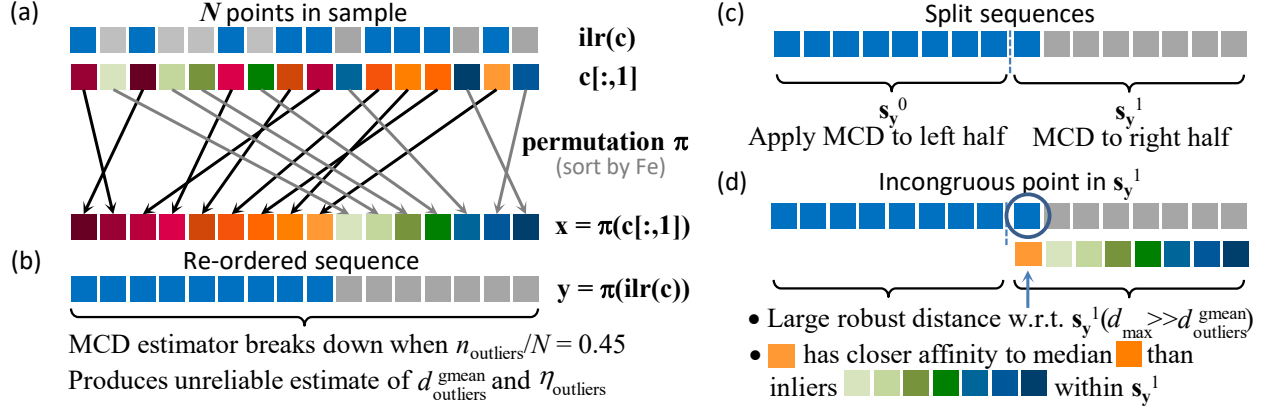 (a)
N points in sample
ilr(c)
c[:,1]
permutation π
(sort by Fe)
x = π(c[:,1])
(b)
Re-ordered sequence
y = π(ilr(c))
MCD estimator breaks down when n_outliers/N = 0.45
Produces unreliable estimate of d_outliers^gmean and η_outliers
(c)
Split sequences
s_y^0
s_y^1
Apply MCD to left half
MCD to right half
(d)
Incongruous point in s_y^1
• Large robust distance w.r.t. s_y^1(d_max>>d_outliers^gmean)
• has closer affinity to median than
inliers within s_y^1